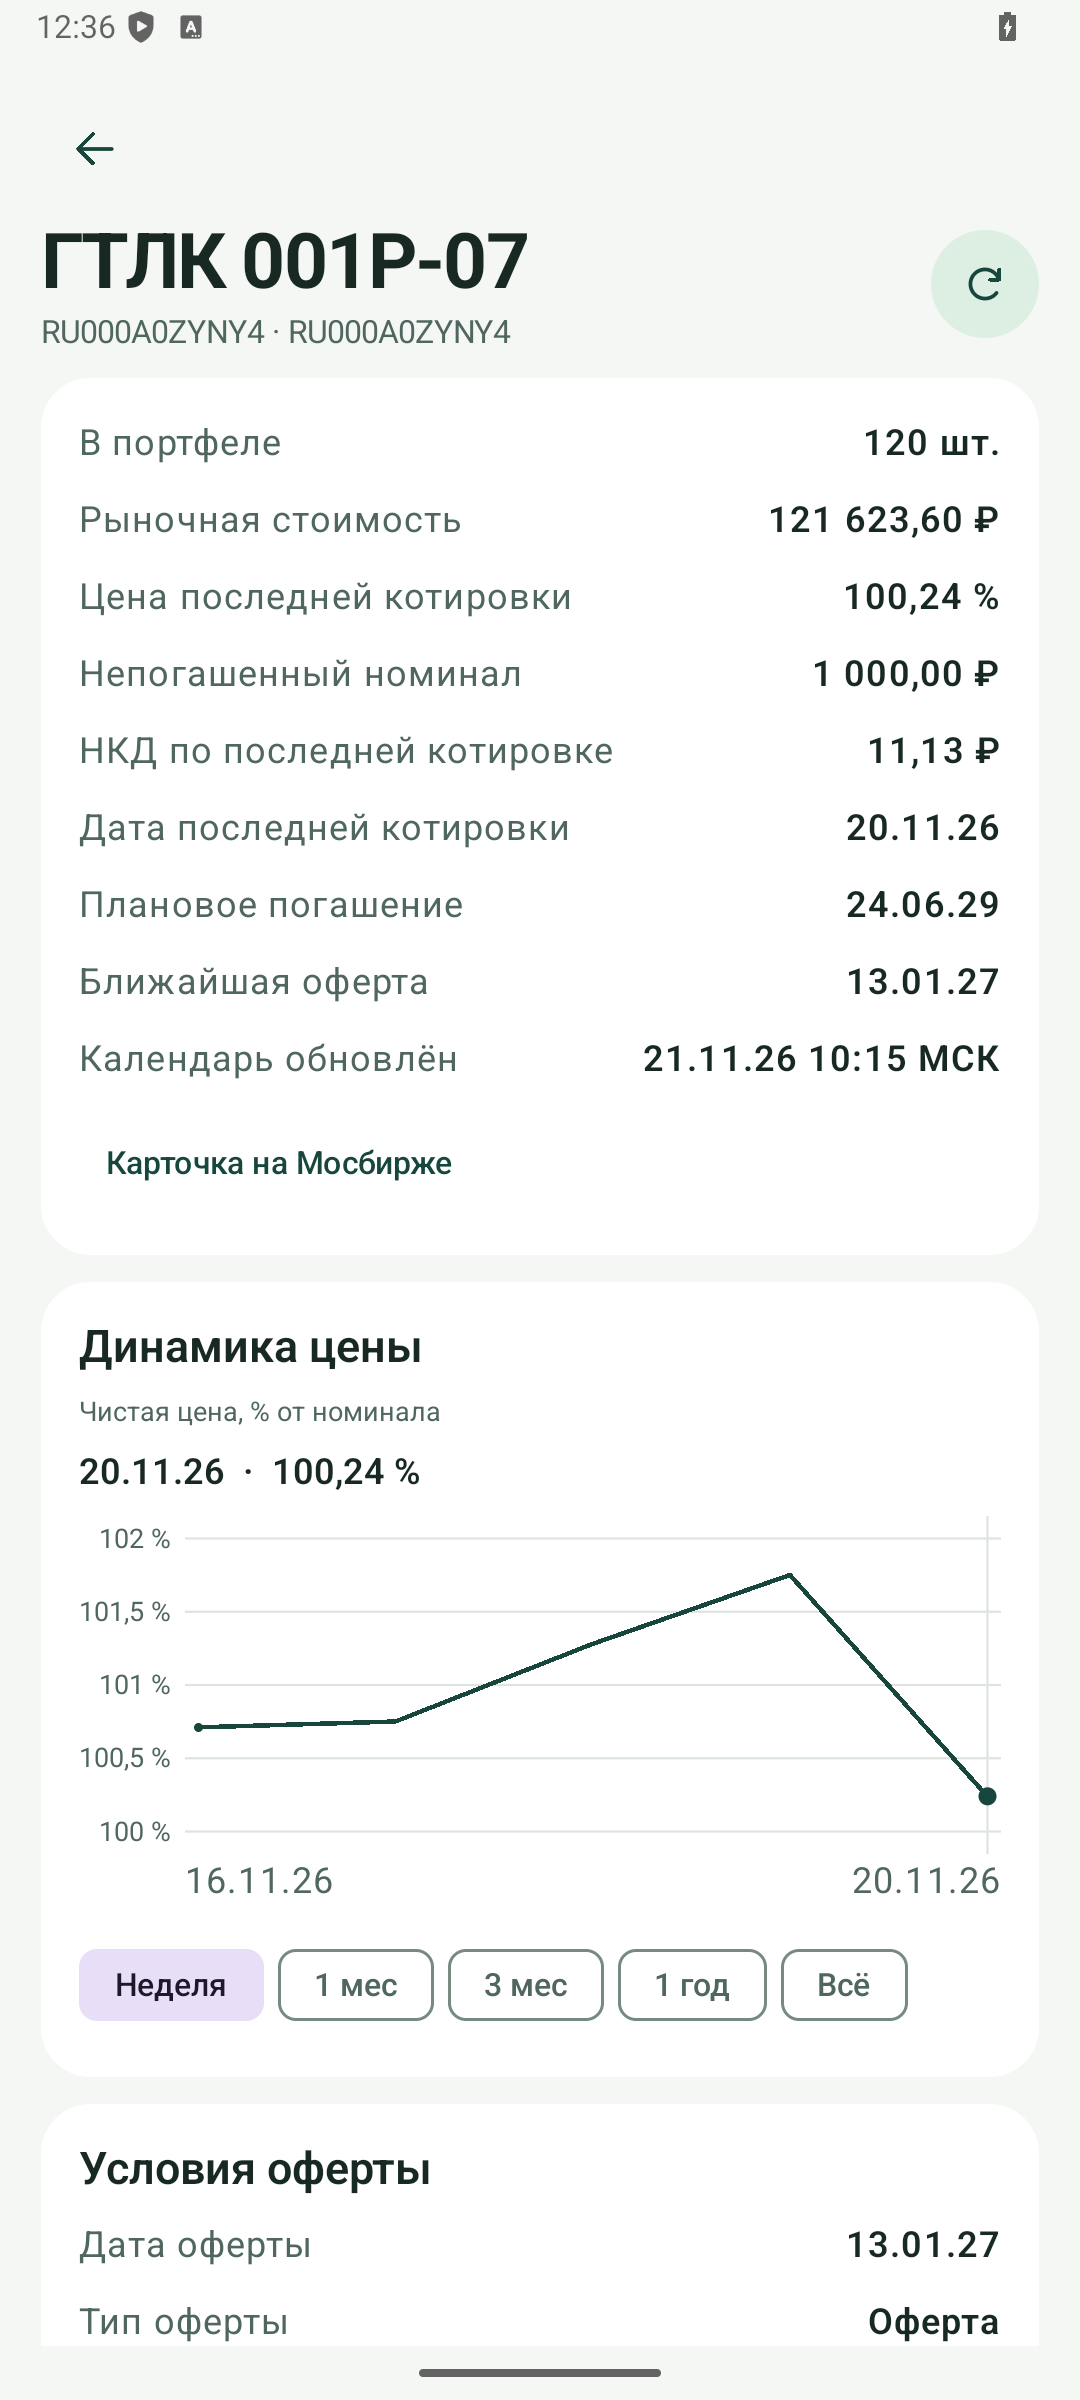 12:36
ГТЛК 001P-07
RU000A0ZYNY4 · RU000A0ZYNY4
В портфеле 120 шт.
Рыночная стоимость 121 623,60 ₽
Цена последней котировки 100,24 %
Непогашенный номинал 1 000,00 ₽
НКД по последней котировке 11,13 ₽
Дата последней котировки 20.11.26
Плановое погашение 24.06.29
Ближайшая оферта 13.01.27
Календарь обновлён 21.11.26 10:15 МСК
Карточка на Мосбирже
Динамика цены
Чистая цена, % от номинала
20.11.26 · 100,24 %
102 %
101,5 %
101 %
100,5 %
100 %
16.11.26 20.11.26
Неделя 1 мес 3 мес 1 год Всё
Условия оферты
Дата оферты 13.01.27
Тип оферты Оферта